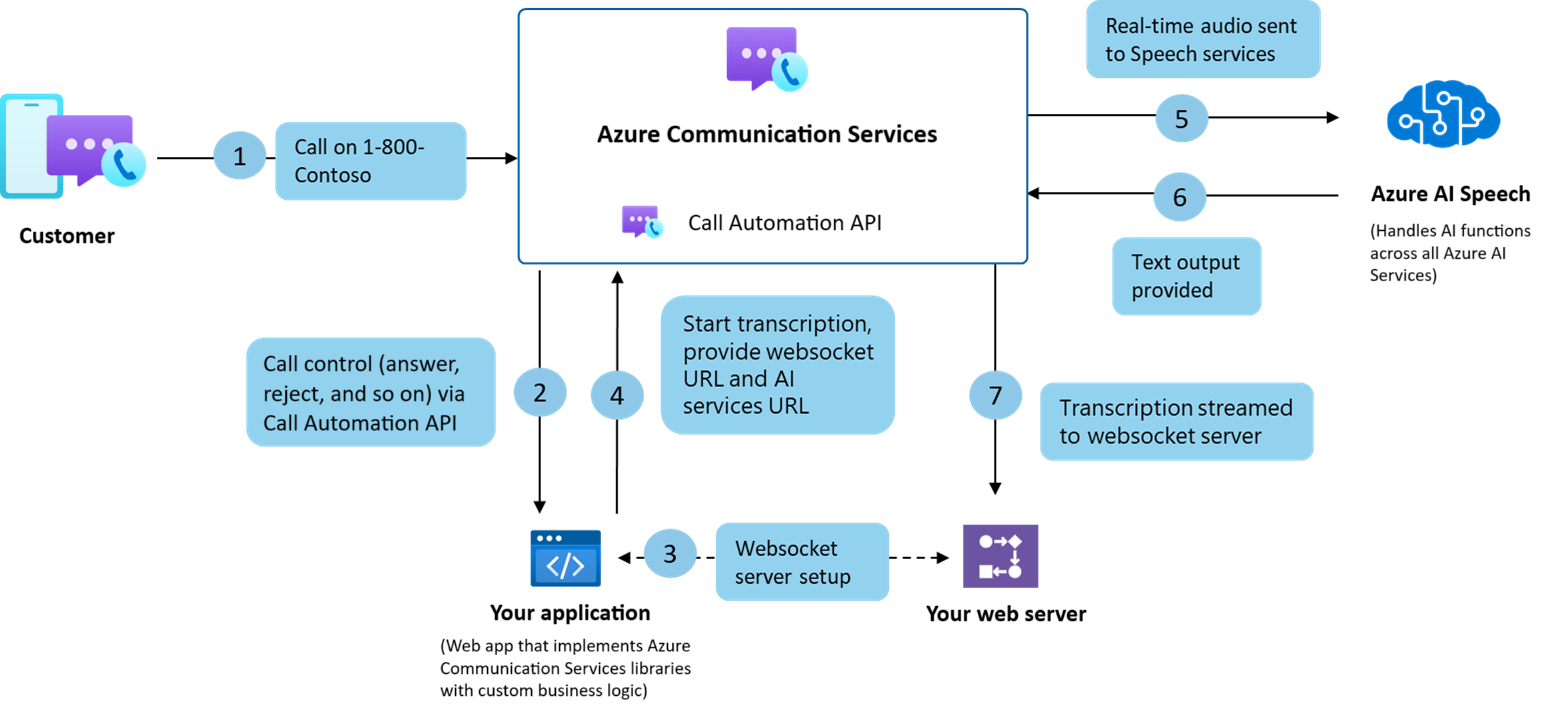 Real-time audio sent
to Speech services
5
Azure Communication Services
Call Automation API
1
Call on 1-800-
Contoso
Customer
6
Azure AI Speech
(Handles AI functions
across all Azure AI
Services)
Text output
provided
Call control (answer,
reject, and so on) via
Call Automation API
2
4
Start transcription,
provide websocket
URL and AI
services URL
7
Transcription streamed
to websocket server
3
Websocket
server setup
</>
Your application
(Web app that implements Azure
Communication Services libraries
with custom business logic)
Your web server